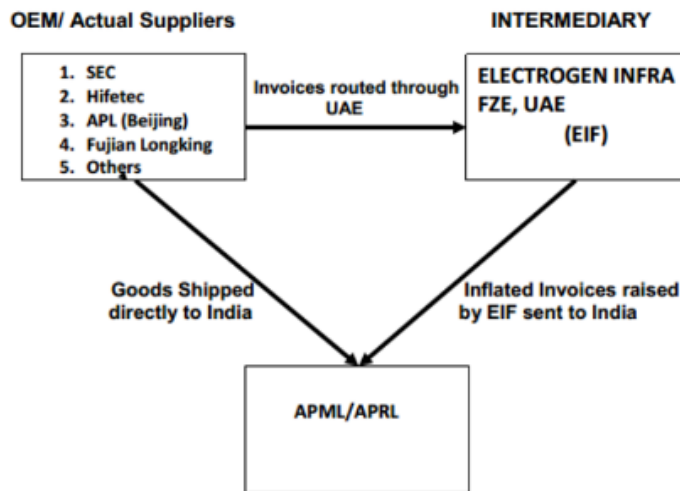 OEM/ Actual Suppliers
INTERMEDIARY
1. SEC
2. Hifetec
3. APL (Beijing)
4. Fujian Longking
5. Others
Invoices routed through
UAE
ELECTROGEN INFRA
FZE, UAE
(EIF)
Goods Shipped
directly to India
Inflated Invoices raised
by EIF sent to India
APML/APRL